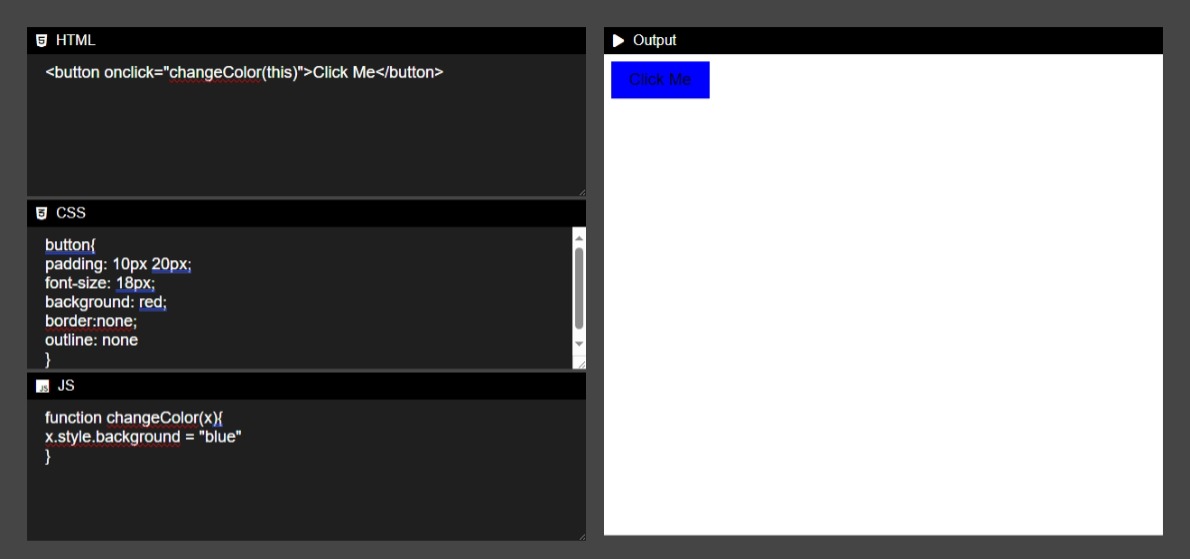 HTML
<button onclick="changeColor(this)">Click Me</button>
CSS
button{
padding: 10px 20px;
font-size: 18px;
background: red;
border:none;
outline: none
}
JS
JS
function changeColor(x){
x.style.background = "blue"
}
Output
Click Me